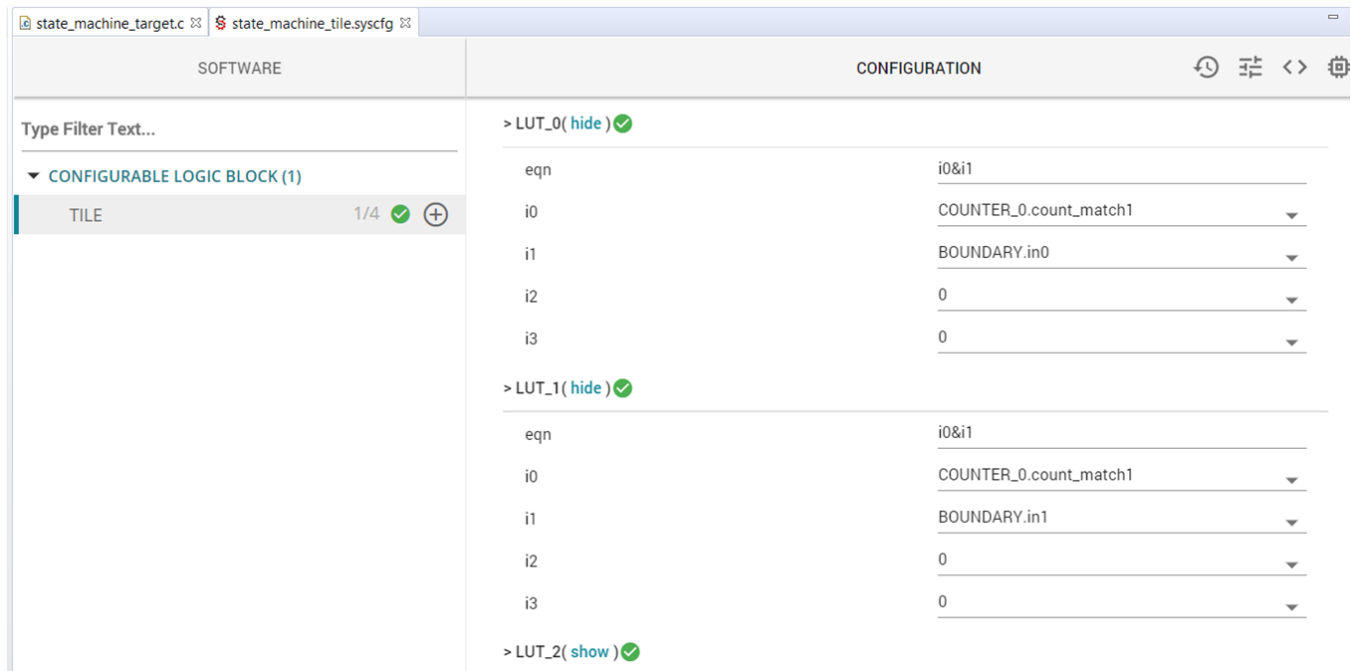 state_machine_target.c
state_machine_tile.syscfg
SOFTWARE
CONFIGURATION
Type Filter Text...
CONFIGURABLE LOGIC BLOCK (1)
TILE 1/4
> LUT_0( hide )
eqn i0&i1
i0 COUNTER_0.count_match1
i1 BOUNDARY.in0
i2 0
i3 0
> LUT_1( hide )
eqn i0&i1
i0 COUNTER_0.count_match1
i1 BOUNDARY.in1
i2 0
i3 0
> LUT_2( show )